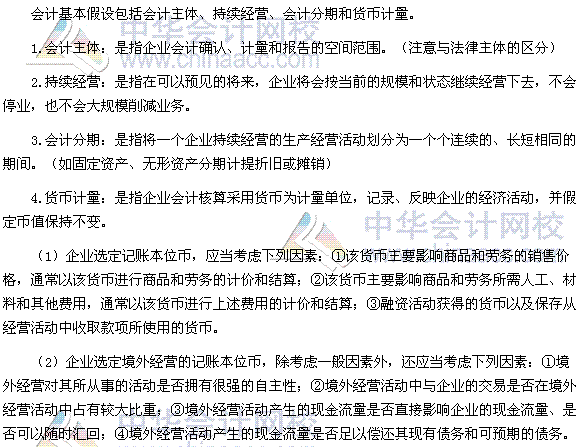 会计基本假设包括会计主体、持续经营、会计分期和货币计量。
1.会计主体：是指企业会计确认、计量和报告的空间范围。（注意与法律主体的区分）
2.持续经营：是指在可以预见的将来，企业将会按当前的规模和状态继续经营下去，不会
停业，也不会大规模削减业务。
3.会计分期：是指将一个企业持续经营的生产经营活动划分为一个个连续的、长短相同的
期间。（如固定资产、无形资产分期计提折旧或摊销）
4.货币计量：是指企业会计核算采用货币为计量单位，记录、反映企业的经济活动，并假
定币值保持不变。
（1）企业选定记账本位币，应当考虑下列因素：①该货币主要影响商品和劳务的销售价
格，通常以该货币进行商品和劳务的计价和结算；②该货币主要影响商品和劳务所需人工、材
料和其他费用，通常以该货币进行上述费用的计价和结算；③融资活动获得的货币以及保存从
经营活动中收取款项所使用的货币。
（2）企业选定境外经营的记账本位币，除考虑一般因素外，还应当考虑下列因素：①境
外经营对其所从事的活动是否拥有很强的自主性；②境外经营活动中与企业的交易是否在境外
经营活动中占有较大比重；③境外经营活动产生的现金流量是否直接影响企业的现金流量、是
否可以随的汇回；④境外经营活动产生的现金流量是否足以偿还其现有债务和可预期的债务。
中华会计网校
www.chinaacc.com
中华会计网校
www.chinaacc.com